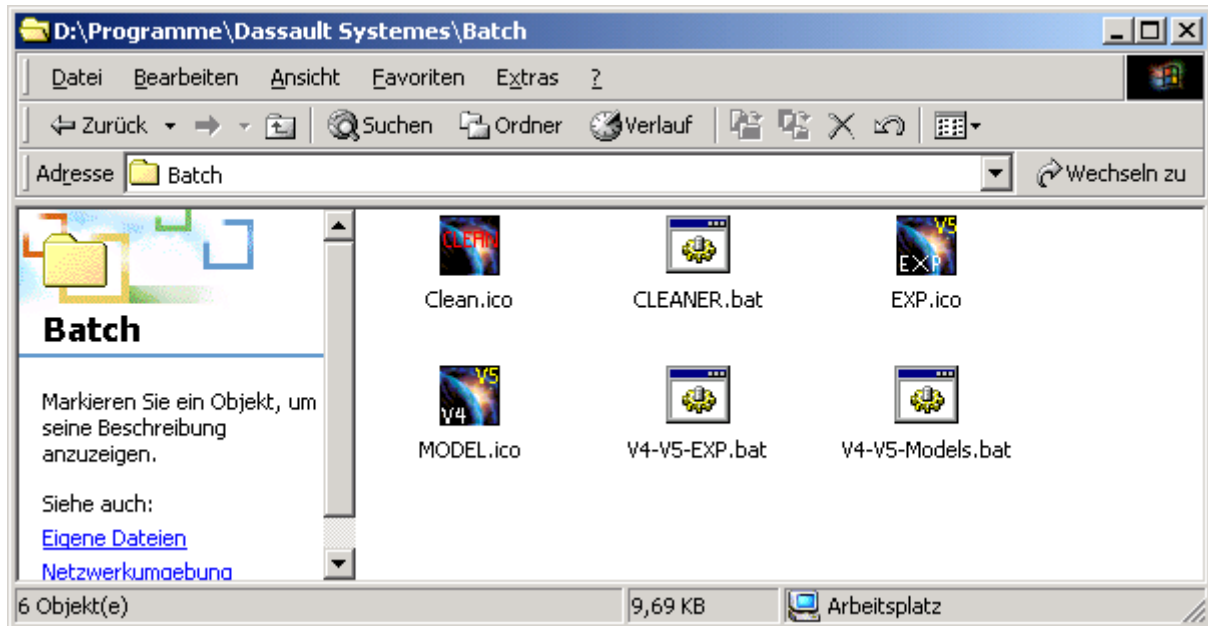 D:\Programme\Dassault Systemes\Batch
Datei Bearbeiten Ansicht Favoriten Extras ?
Zurück Suchen Ordner Verlauf
Adresse Batch Wechseln zu
Batch
Markieren Sie ein Objekt, um
seine Beschreibung
anzuzeigen.
Siehe auch:
Eigene Dateien
Netzwerkumgebung
CLEAN
Clean.ico
CLEANER.bat
V5
EXP
EXP.ico
V5
V4
MODEL.ico
V4-V5-EXP.bat
V4-V5-Models.bat
6 Objekt(e) 9,69 KB Arbeitsplatz